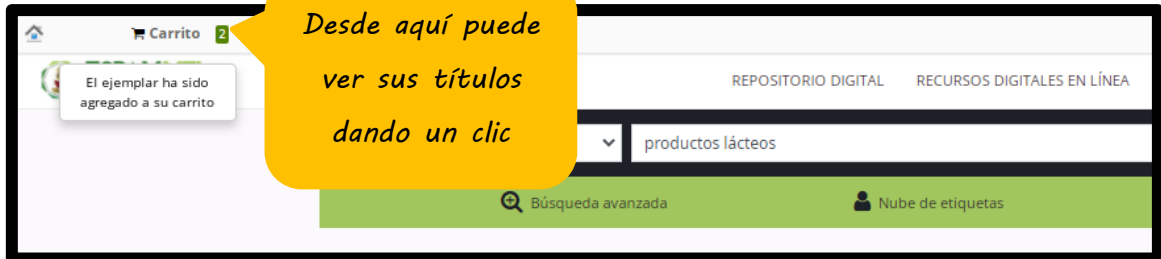 Carrito 2
Desde aquí puede
ver sus títulos
dando un clic
El ejemplar ha sido
agregado a su carrito
REPOSITORIO DIGITAL RECURSOS DIGITALES EN LÍNEA
productos lácteos
Búsqueda avanzada Nube de etiquetas